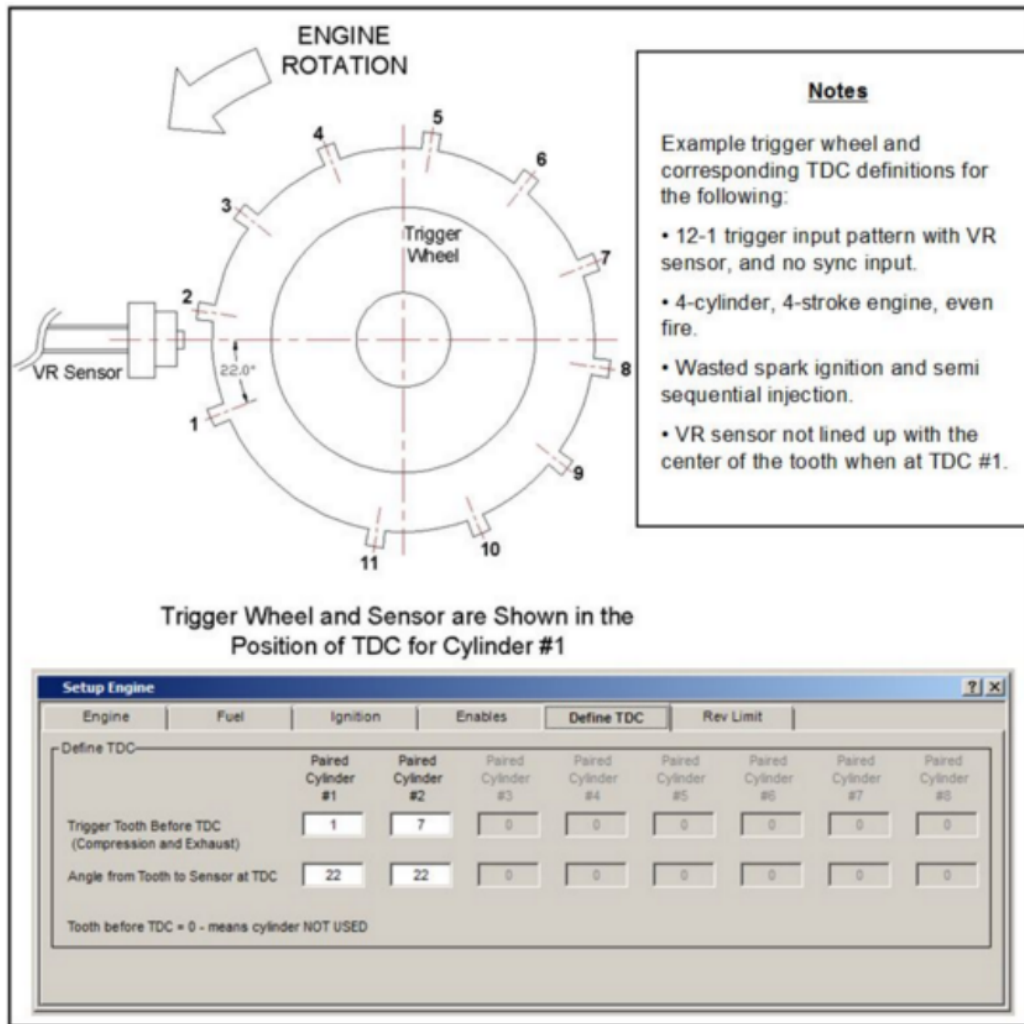 ENGINE
ROTATION
5
4
6
3
Trigger
Wheel
7
2
VR Sensor
22.0°
8
1
9
10
11
Notes
Example trigger wheel and
corresponding TDC definitions for
the following:
• 12-1 trigger input pattern with VR
sensor, and no sync input.
• 4-cylinder, 4-stroke engine, even
fire.
• Wasted spark ignition and semi
sequential injection.
• VR sensor not lined up with the
center of the tooth when at TDC #1.
Trigger Wheel and Sensor are Shown in the
Position of TDC for Cylinder #1
Setup Engine
Engine Fuel Ignition Enables Define TDC Rev Limit
Define TDC
Paired Paired Paired Paired Paired Paired Paired Paired
Cylinder Cylinder Cylinder Cylinder Cylinder Cylinder Cylinder Cylinder
#1 #2 #3 #4 #5 #6 #7 #8
Trigger Tooth Before TDC 1 7 0 0 0 0 0 0
(Compression and Exhaust)
Angle from Tooth to Sensor at TDC 22 22 0 0 0 0 0 0
Tooth before TDC = 0 - means cylinder NOT USED